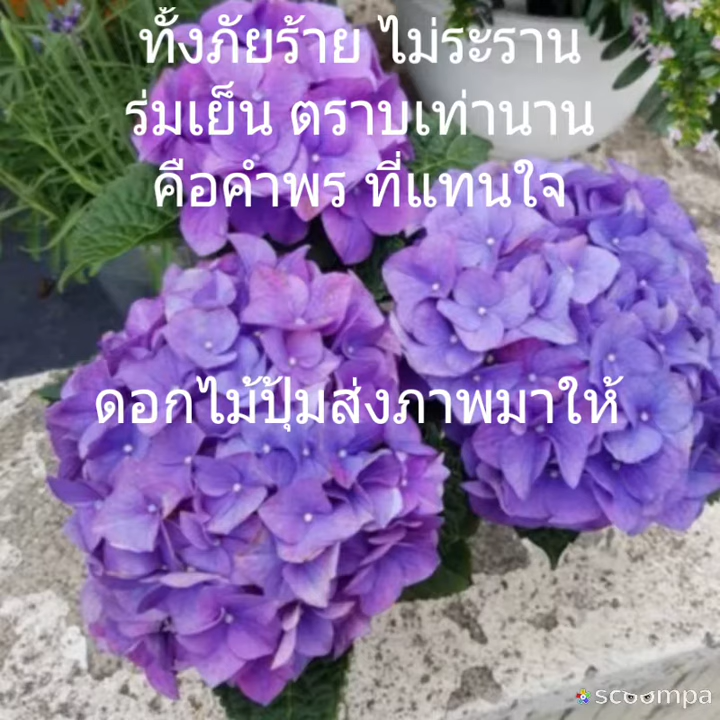 ทั้งภัยร้าย ไม่ระราน
ร่มเย็น ตราบเท่านาน
คือคำพร ที่แทนใจ
ดอกไม้ปุ้มส่งภาพมาให้
scoompa